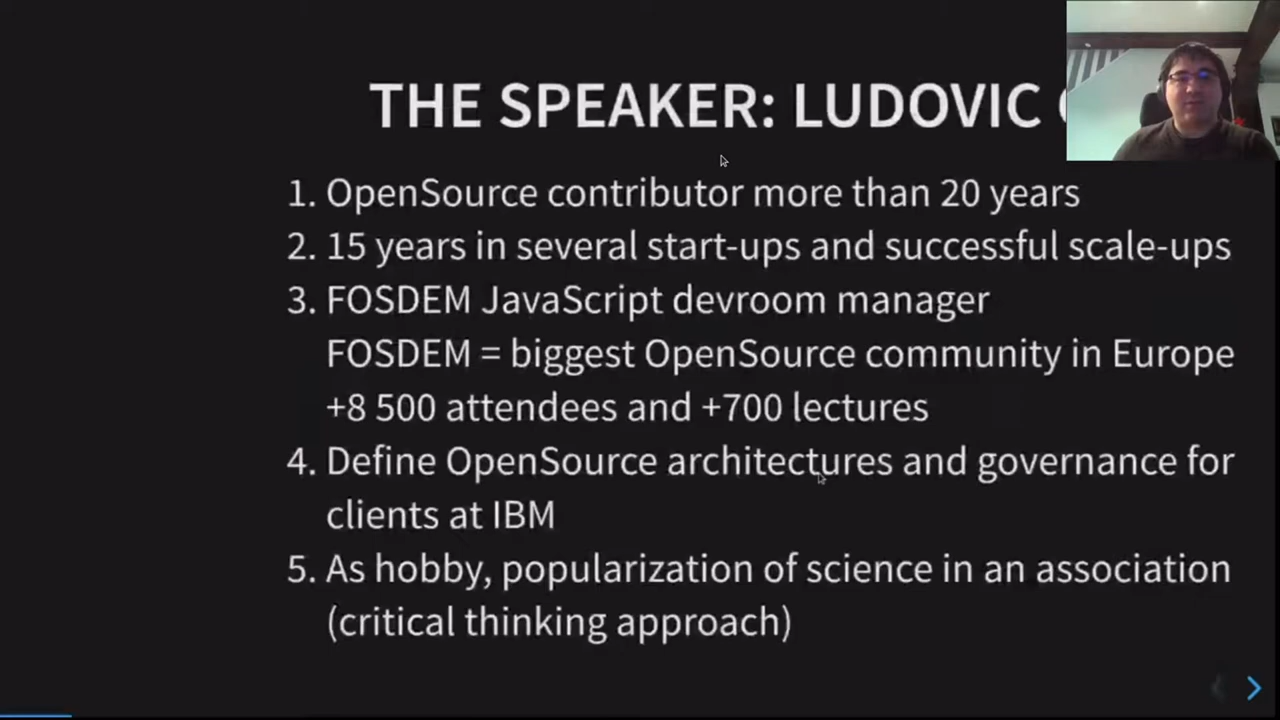 THE SPEAKER: LUDOVIC
1. OpenSource contributor more than 20 years
2. 15 years in several start-ups and successful scale-ups
3. FOSDEM JavaScript devroom manager
FOSDEM = biggest OpenSource community in Europe
+8 500 attendees and +700 lectures
4. Define OpenSource architectures and governance for
clients at IBM
5. As hobby, popularization of science in an association
(critical thinking approach)